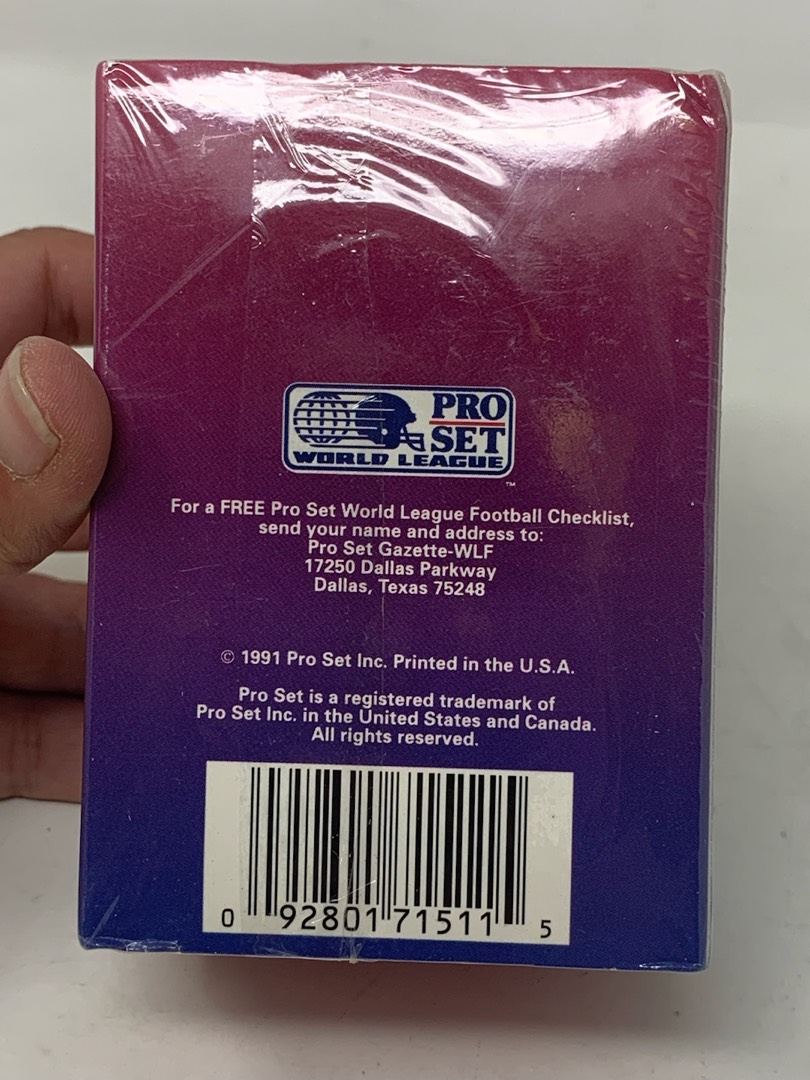 PRO
SET
WORLD LEAGUE
™
For a FREE Pro Set World League Football Checklist,
send your name and address to:
Pro Set Gazette-WLF
17250 Dallas Parkway
Dallas, Texas 75248
© 1991 Pro Set Inc. Printed in the U.S.A.
Pro Set is a registered trademark of
Pro Set Inc. in the United States and Canada.
All rights reserved.
0 92801 71511 5